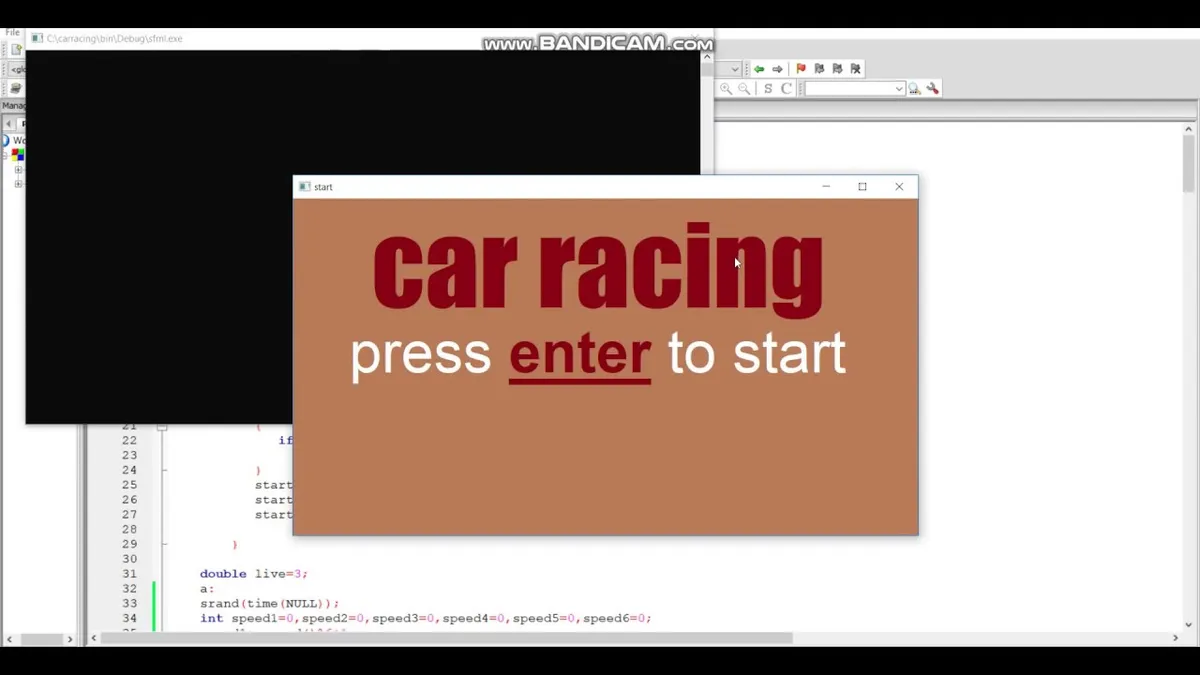 File
C:\carracing\bin\Debug\sfml.exe
www.BANDICAM.com
<glo
S C
Manag
Wo
start
car racing
press enter to start
21 {
22 if
23
24 }
25 start
26 start
27 start
28
29 }
30
31 double live=3;
32 a:
33 srand(time(NULL));
34 int speed1=0,speed2=0,speed3=0,speed4=0,speed5=0,speed6=0;